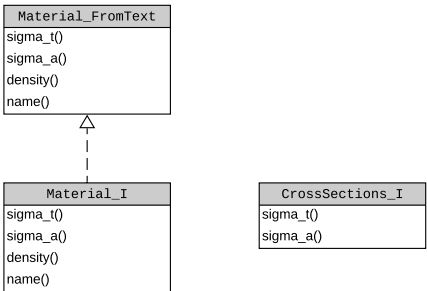 Material_FromText
sigma_t()
sigma_a()
density()
name()
Material_I
sigma_t()
sigma_a()
density()
name()
CrossSections_I
sigma_t()
sigma_a()